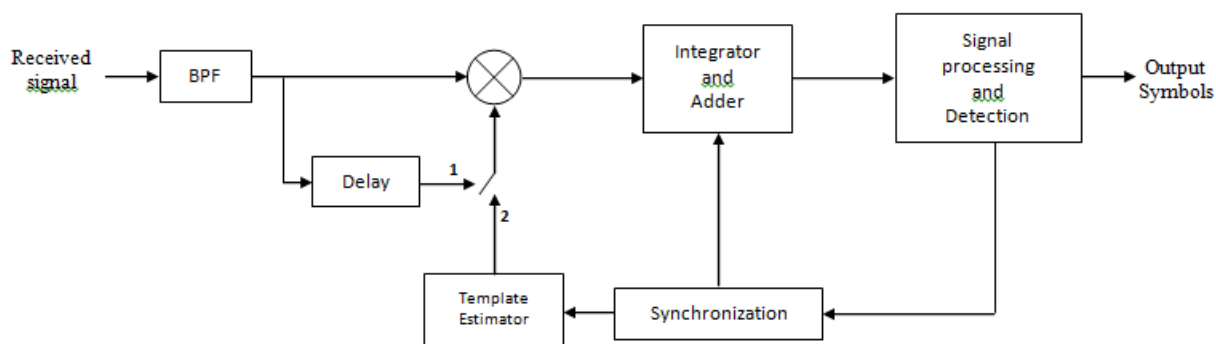 Received
signal
BPF
Integrator
and
Adder
Signal
processing
and
Detection
Output
Symbols
Delay
1
2
Template
Estimator
Synchronization